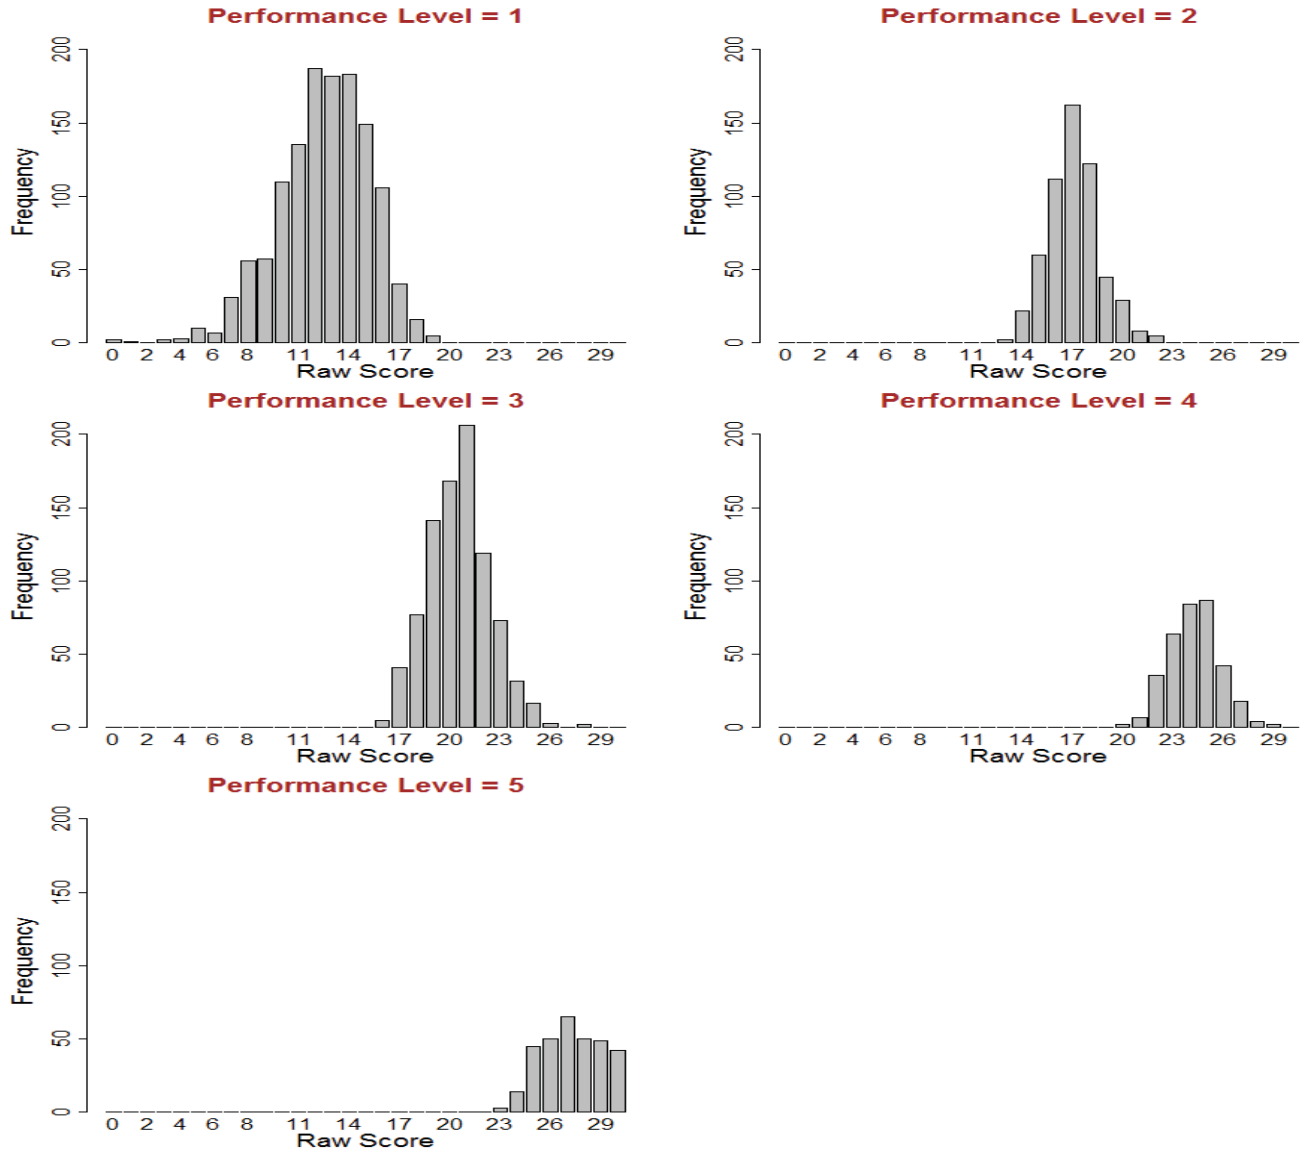 Performance Level = 1
200
150
100
50
0
Frequency
0 2 4 6 8 11 14 17 20 23 26 29
Raw Score
Performance Level = 2
200
150
100
50
0
Frequency
0 2 4 6 8 11 14 17 20 23 26 29
Raw Score
Performance Level = 3
200
150
100
50
0
Frequency
0 2 4 6 8 11 14 17 20 23 26 29
Raw Score
Performance Level = 4
200
150
100
50
0
Frequency
0 2 4 6 8 11 14 17 20 23 26 29
Raw Score
Performance Level = 5
200
150
100
50
0
Frequency
0 2 4 6 8 11 14 17 20 23 26 29
Raw Score